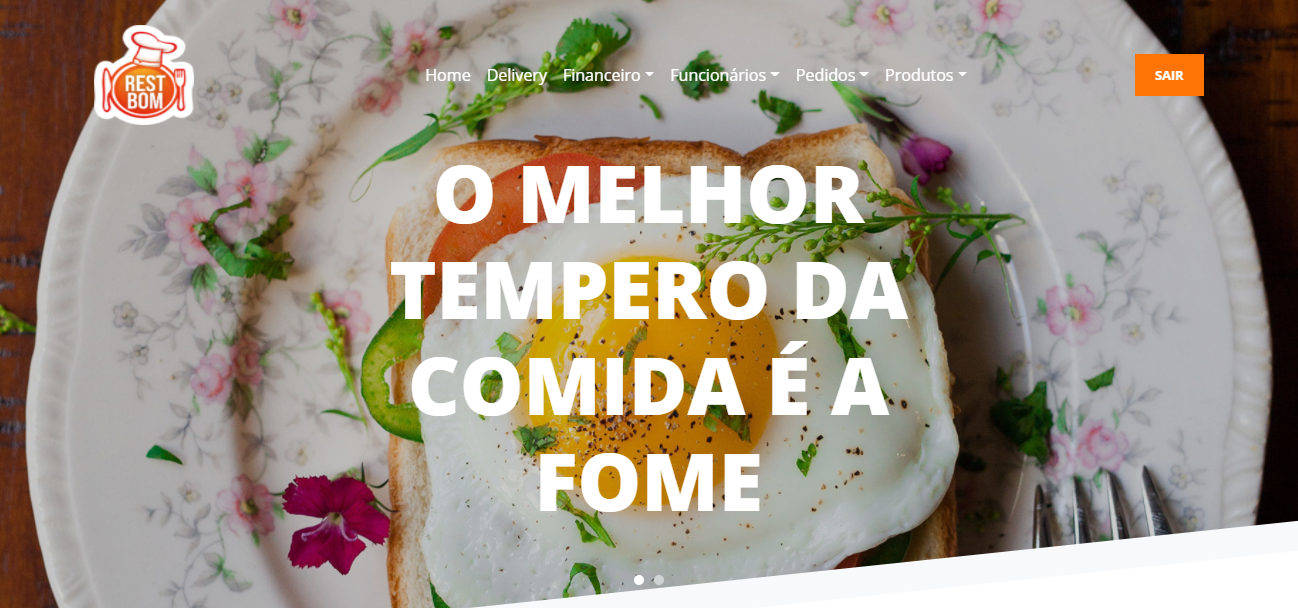 REST
BOM
Home Delivery Financeiro Funcionários Pedidos Produtos
SAIR
O MELHOR
TEMPERO DA
COMIDA É A
FOME